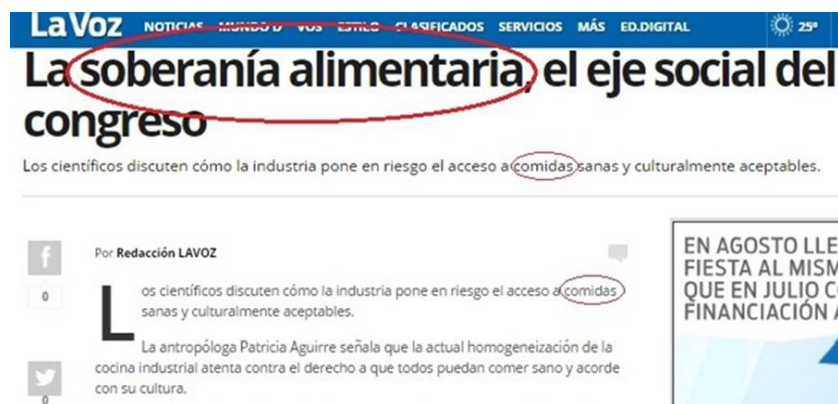 LaVoz NOTICIAS MUNDO D VOS ESTILO CLASIFICADOS SERVICIOS MÁS ED.DIGITAL 25°
La soberanía alimentaria, el eje social del
congreso
Los científicos discuten cómo la industria pone en riesgo el acceso a comidas sanas y culturalmente aceptables.
Por Redacción LAVOZ
0
Los científicos discuten cómo la industria pone en riesgo el acceso a comidas
sanas y culturalmente aceptables.
La antropóloga Patricia Aguirre señala que la actual homogeneización de la
cocina industrial atenta contra el derecho a que todos puedan comer sano y acorde
con su cultura.
0
EN AGOSTO LLE
FIESTA AL MISM
QUE EN JULIO C
FINANCIACIÓN A